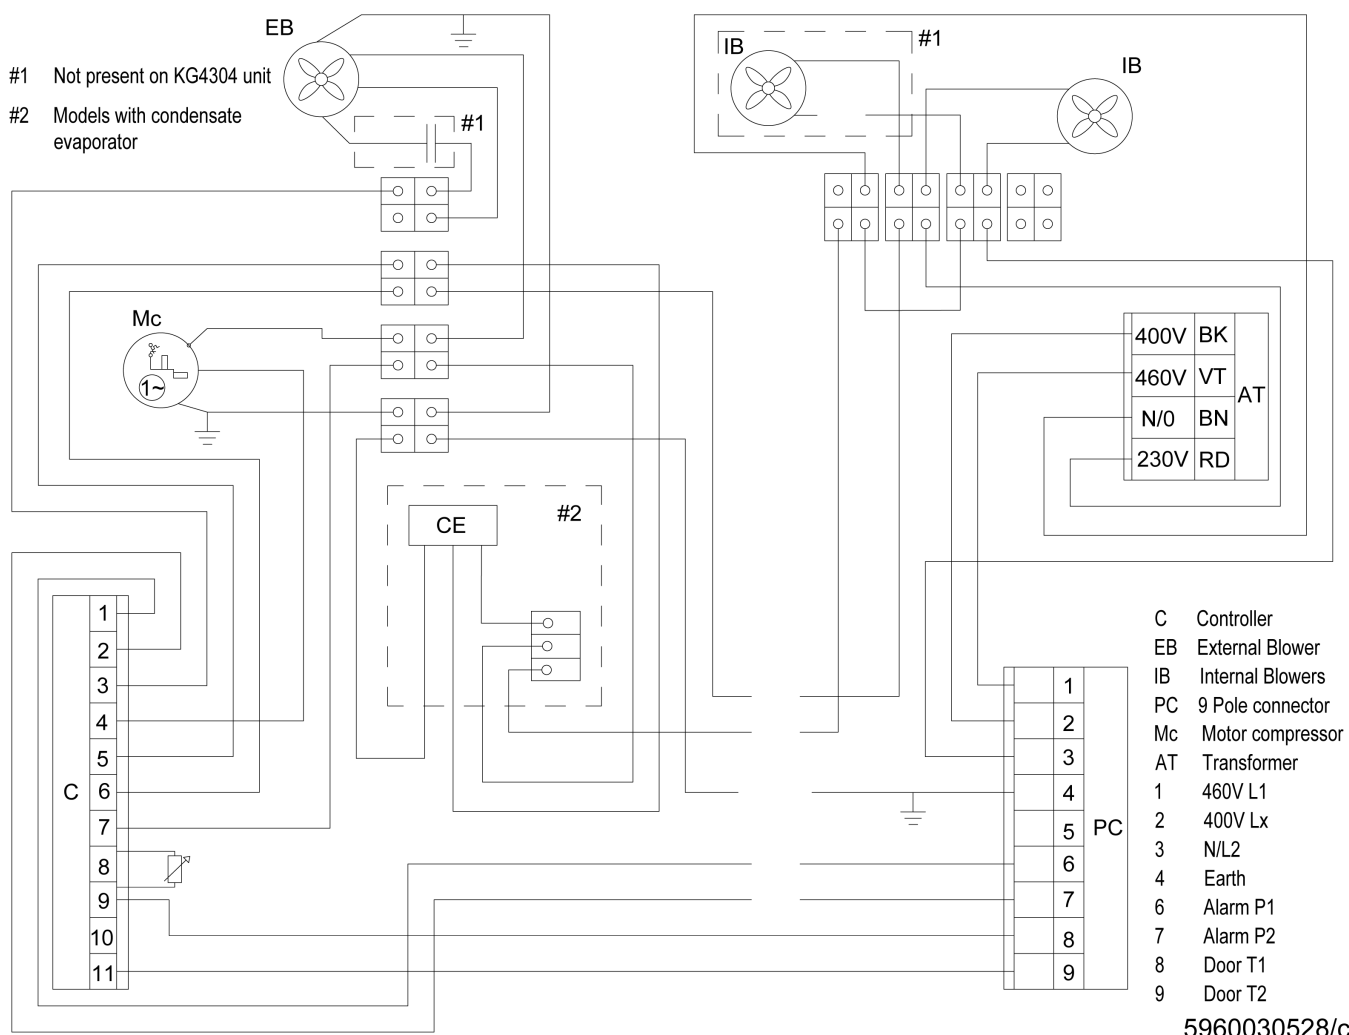 EB
#1 Not present on KG4304 unit
#2 Models with condensate
evaporator
#1
IB
#1
IB
Mc
1~
400V BK
460V VT
N/0 BN
230V RD
AT
CE
#2
C
1
2
3
4
5
6
7
8
9
10
11
1
2
3
4
5
6
7
8
9
PC
C Controller
EB External Blower
IB Internal Blowers
PC 9 Pole connector
Mc Motor compressor
AT Transformer
1 460V L1
2 400V Lx
3 N/L2
4 Earth
6 Alarm P1
7 Alarm P2
8 Door T1
9 Door T2
5960030528/c